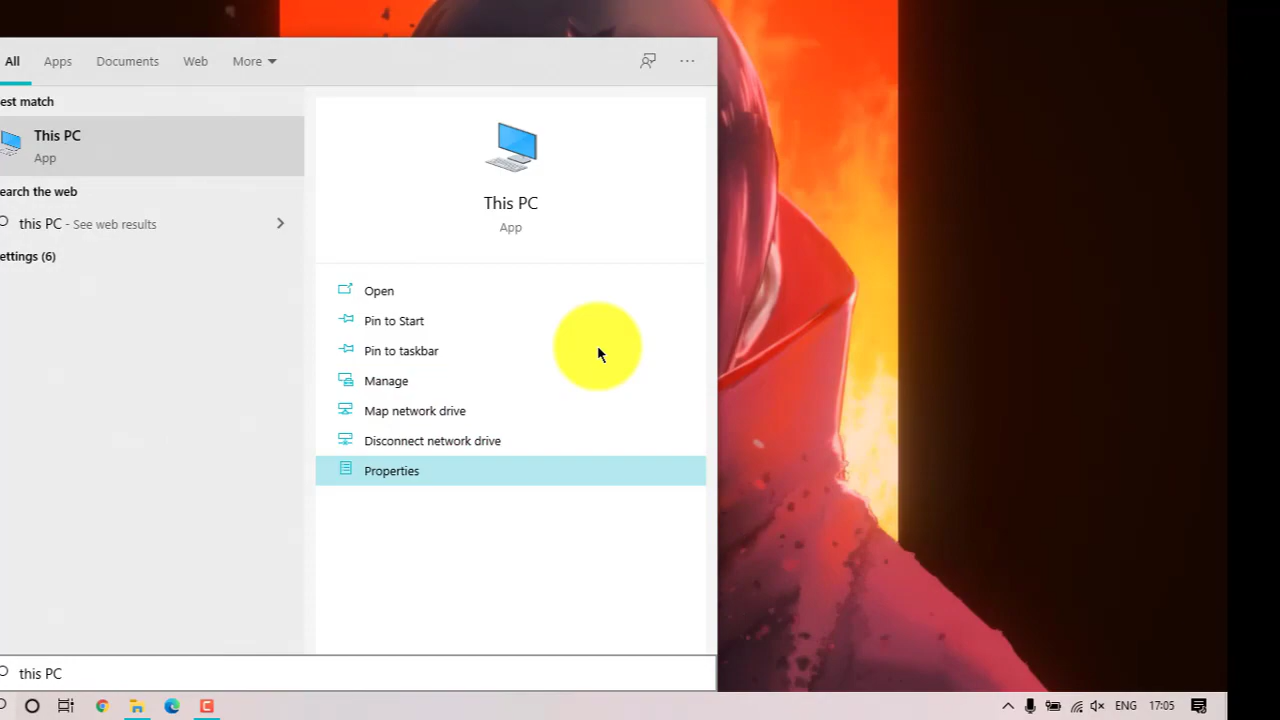 All Apps Documents Web More
est match
This PC
App
earch the web
this PC - See web results
ettings (6)
This PC
App
Open
Pin to Start
Pin to taskbar
Manage
Map network drive
Disconnect network drive
Properties
this PC
ENG 17:05